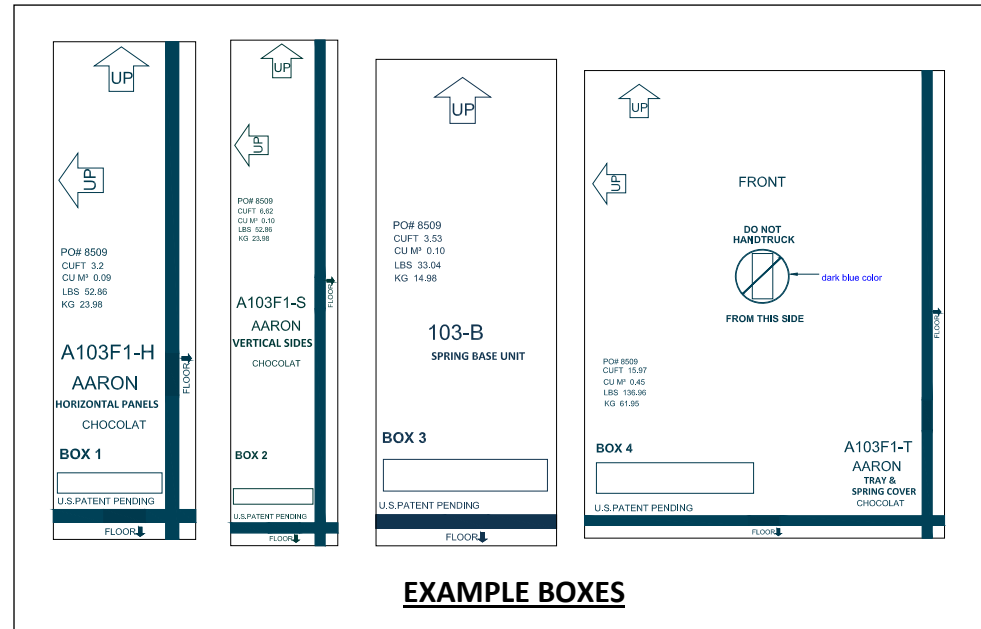 UP
UP
PO# 8509
CUFT 3.2
CU M³ 0.09
LBS 52.86
KG 23.98
A103F1-H
AARON
HORIZONTAL PANELS
CHOCOLAT
BOX 1
U.S.PATENT PENDING
FLOOR
FLOOR
UP
UP
PO# 8509
CUFT 6.62
CU M³ 0.10
LBS 52.86
KG 23.98
A103F1-S
AARON
VERTICAL SIDES
CHOCOLAT
BOX 2
U.S.PATENT PENDING
FLOOR
FLOOR
UP
PO# 8509
CUFT 3.53
CU M³ 0.10
LBS 33.04
KG 14.98
103-B
SPRING BASE UNIT
BOX 3
U.S.PATENT PENDING
FLOOR
UP
UP
FRONT
DO NOT
HANDTRUCK
dark blue color
FROM THIS SIDE
PO# 8509
CUFT 15.97
CU M³ 0.45
LBS 136.96
KG 61.95
BOX 4
A103F1-T
AARON
TRAY &
SPRING COVER
CHOCOLAT
U.S.PATENT PENDING
FLOOR
FLOOR
EXAMPLE BOXES